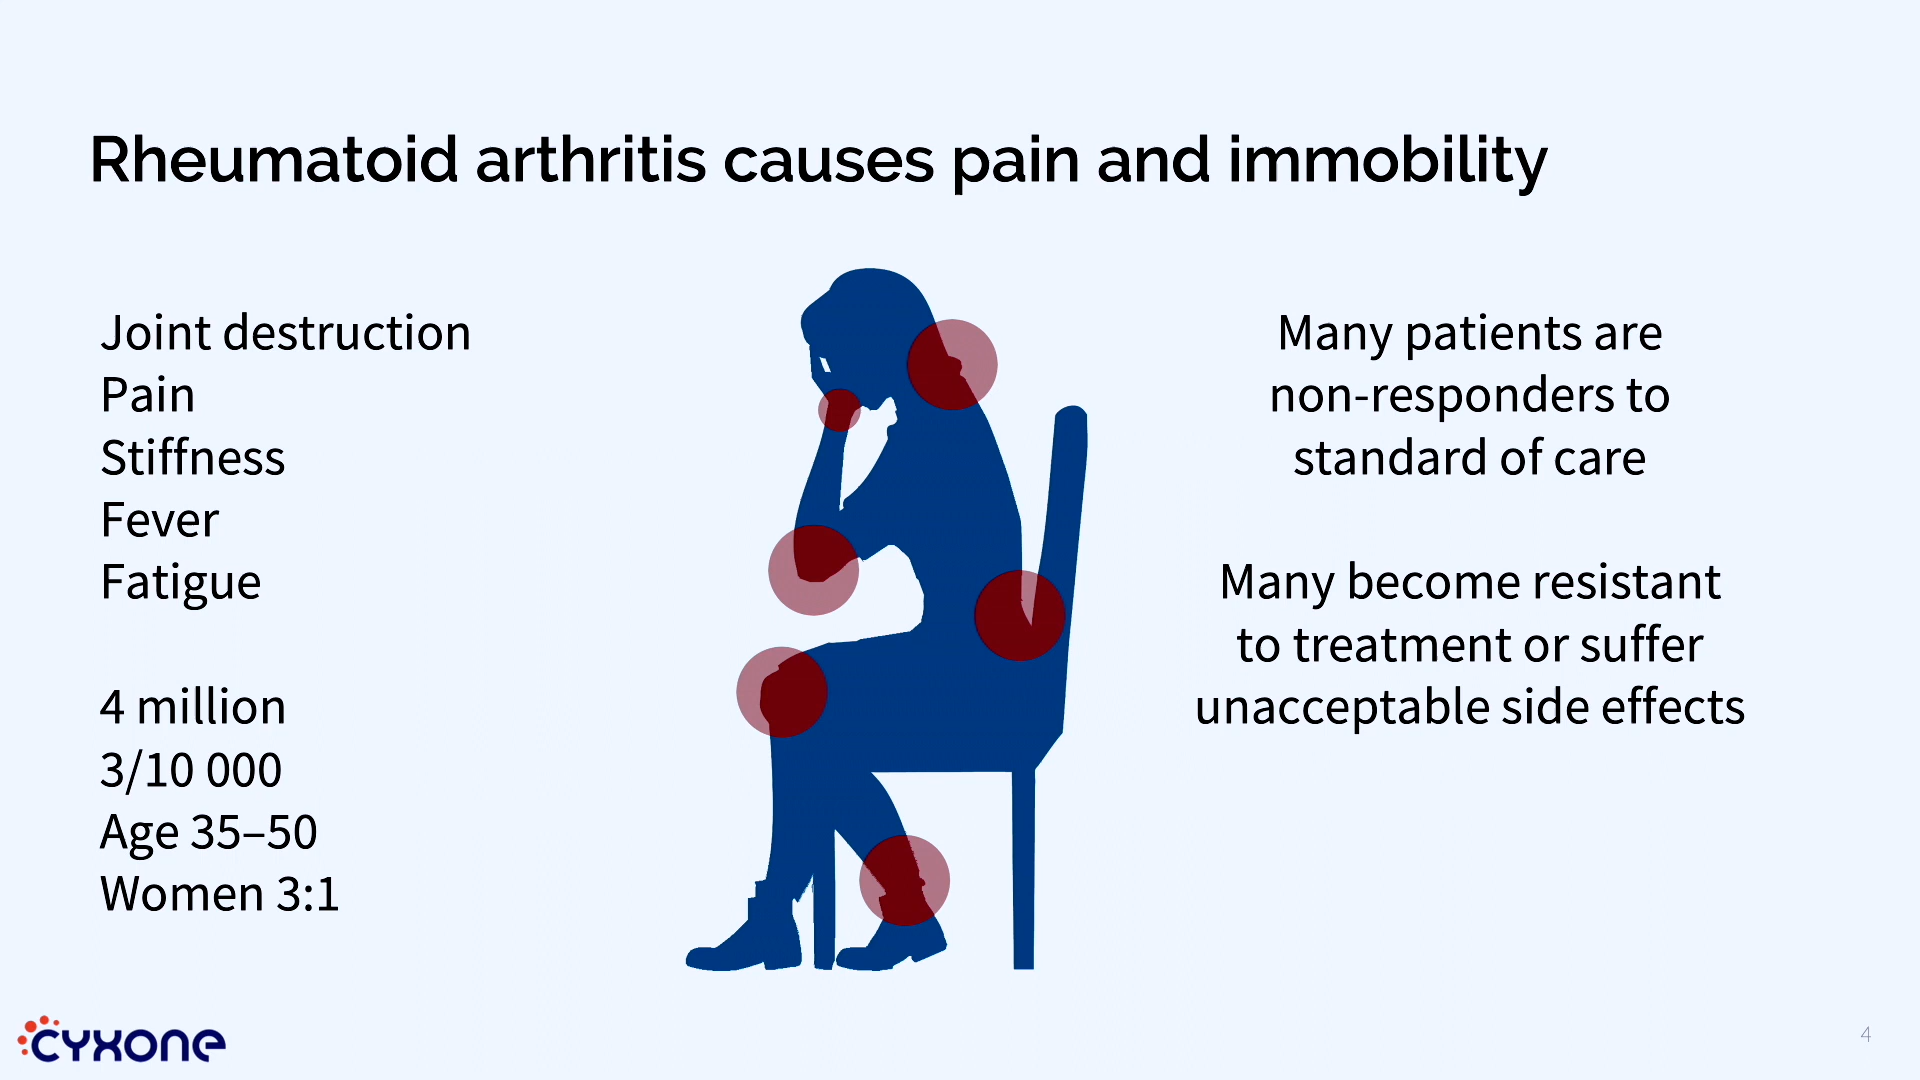 Rheumatoid arthritis causes pain and immobility
Joint destruction
Pain
Stiffness
Fever
Fatigue
4 million
3/10 000
Age 35–50
Women 3:1
Many patients are
non-responders to
standard of care
Many become resistant
to treatment or suffer
unacceptable side effects
cyxone
4